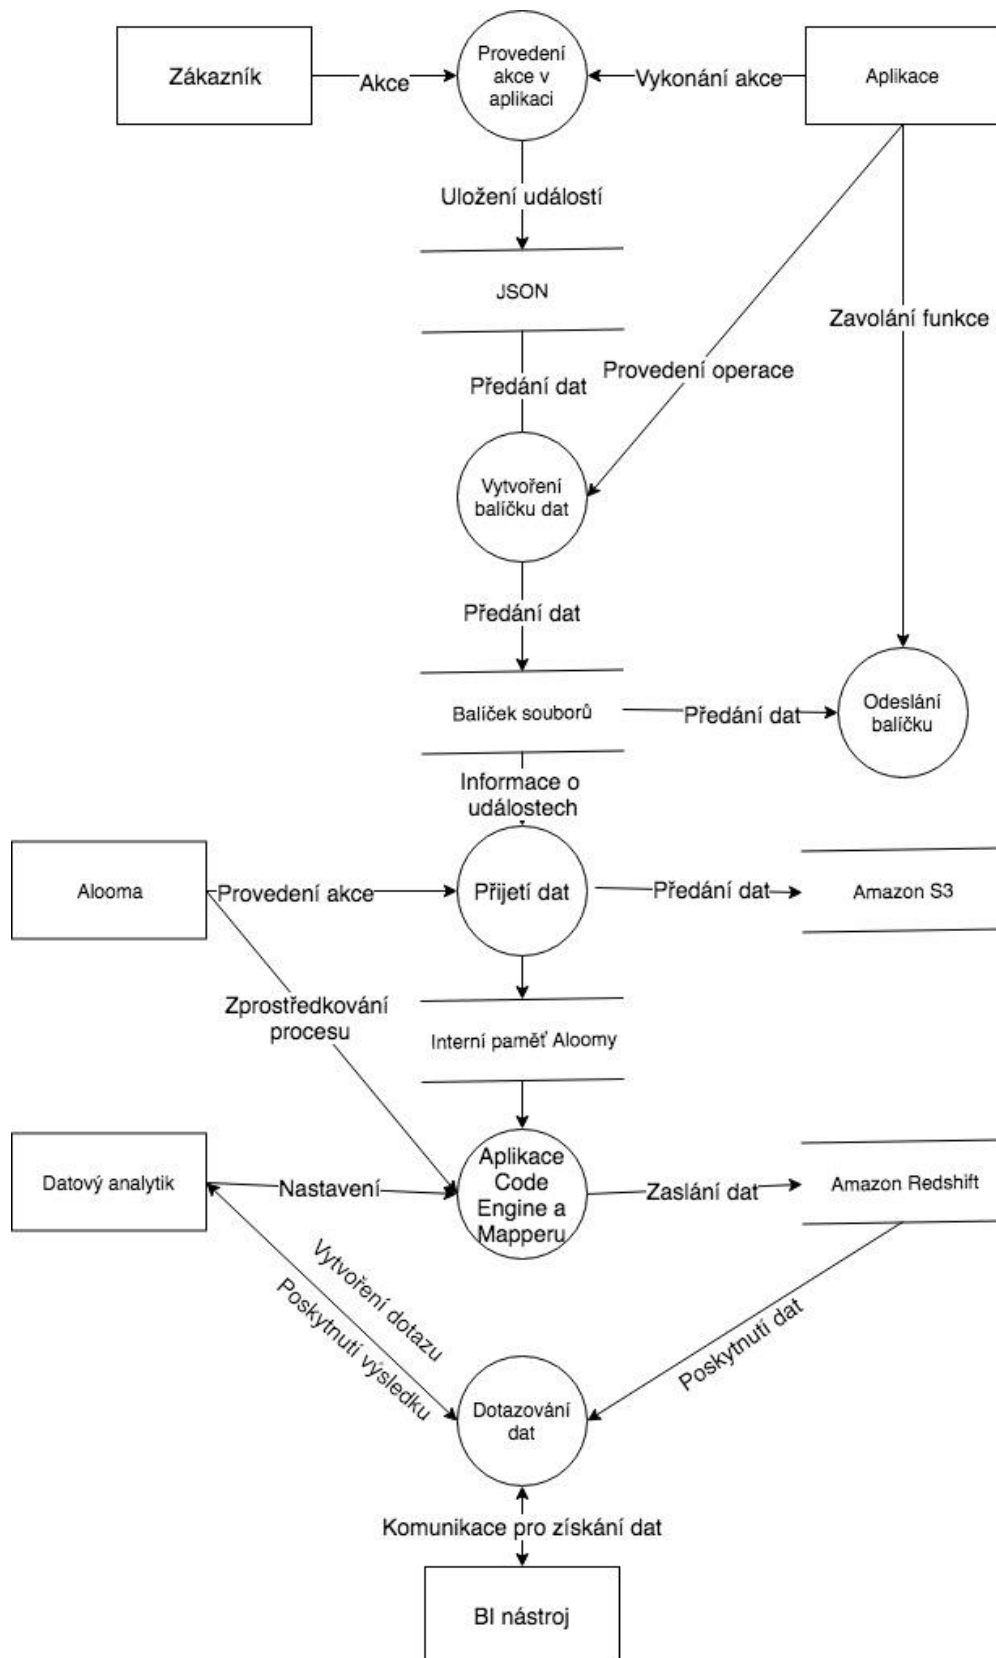 Zákazník
Akce
Provedení
akce v
aplikaci
Vykonání akce
Aplikace
Uložení událostí
JSON
Zavolání funkce
Předání dat
Provedení operace
Vytvoření
balíčku dat
Předání dat
Balíček souborů
Předání dat
Odeslání
balíčku
Informace o
událostech
Alooma
Provedení akce
Přijetí dat
Předání dat
Amazon S3
Zprostředkování
procesu
Interní paměť Aloomy
Datový analytik
Nastavení
Aplikace
Code
Engine a
Mapperu
Zaslání dat
Amazon Redshift
Vytvoření dotazu
Poskytnutí výsledku
Poskytnutí dat
Dotazování
dat
Komunikace pro získání dat
BI nástroj